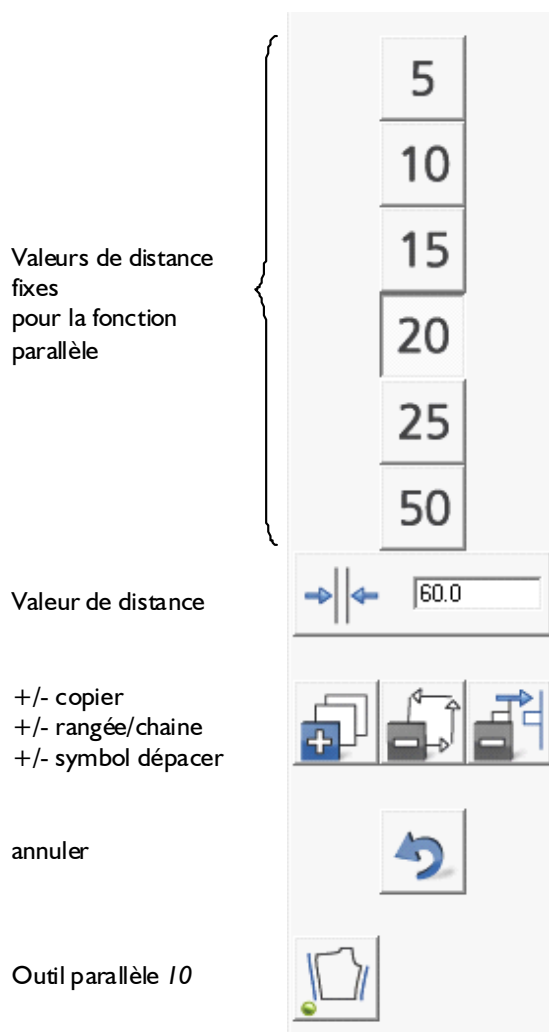 5
10
15
Valeurs de distance
fixes
pour la fonction
parallèle
20
25
50
Valeur de distance
60.0
+/- copier
+/- rangée/chaine
+/- symbol dépacer
annuler
Outil parallèle 10